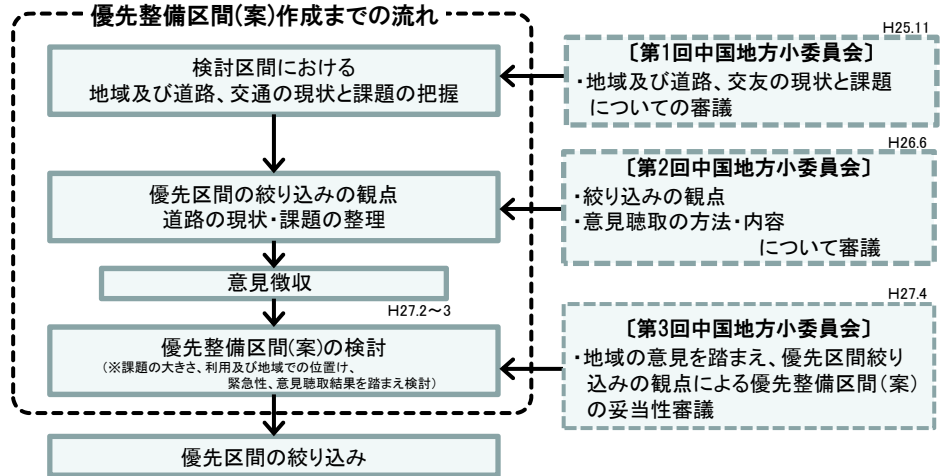 優先整備区間(案)作成までの流れ
検討区間における
地域及び道路、交通の現状と課題の把握
H25.11
〔第1回中国地方小委員会〕
・地域及び道路、交友の現状と課題
についての審議
優先区間の絞り込みの観点
道路の現状・課題の整理
H26.6
〔第2回中国地方小委員会〕
・絞り込みの観点
・意見聴取の方法・内容
について審議
意見徴収
H27.2～3
優先整備区間(案)の検討
(※課題の大きさ、利用及び地域での位置け、
緊急性、意見聴取結果を踏まえ検討)
H27.4
〔第3回中国地方小委員会〕
・地域の意見を踏まえ、優先区間絞り
込みの観点による優先整備区間(案)
の妥当性審議
優先区間の絞り込み